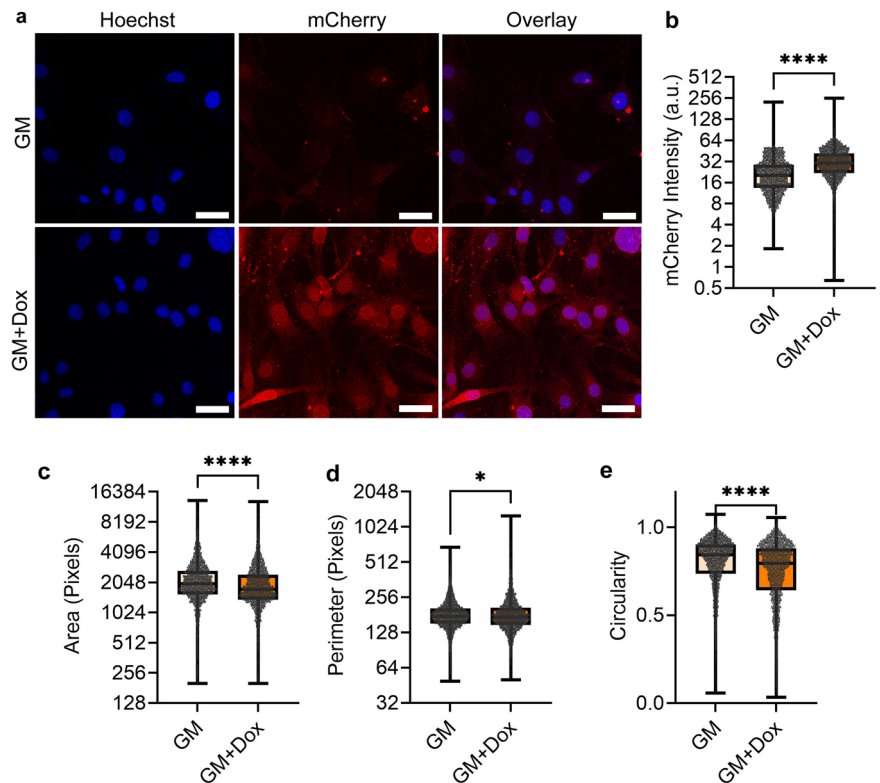 a
Hoechst
mCherry
Overlay
GM
GM+Dox
b
****
mCherry Intensity (a.u.)
512
256
128
64
32
16
8
4
2
1
0.5
GM
GM+Dox
c
****
Area (Pixels)
16384
8192
4096
2048
1024
512
256
128
GM
GM+Dox
d
*
Perimeter (Pixels)
2048
1024
512
256
128
64
32
GM
GM+Dox
e
****
Circularity
1.0
0.5
0.0
GM
GM+Dox